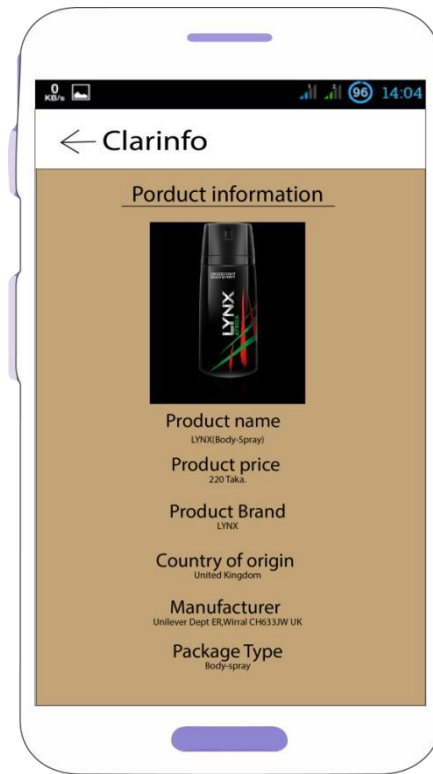 0
KB/s
96 14:04
Clarinfo
Porduct information
LYNX
Product name
LYNX(Body-Spray)
Product price
220 Taka.
Product Brand
LYNX
Country of origin
United Kingdom
Manufacturer
Unilever Dept ER,Wirral CH633JW UK
Package Type
Body-spray